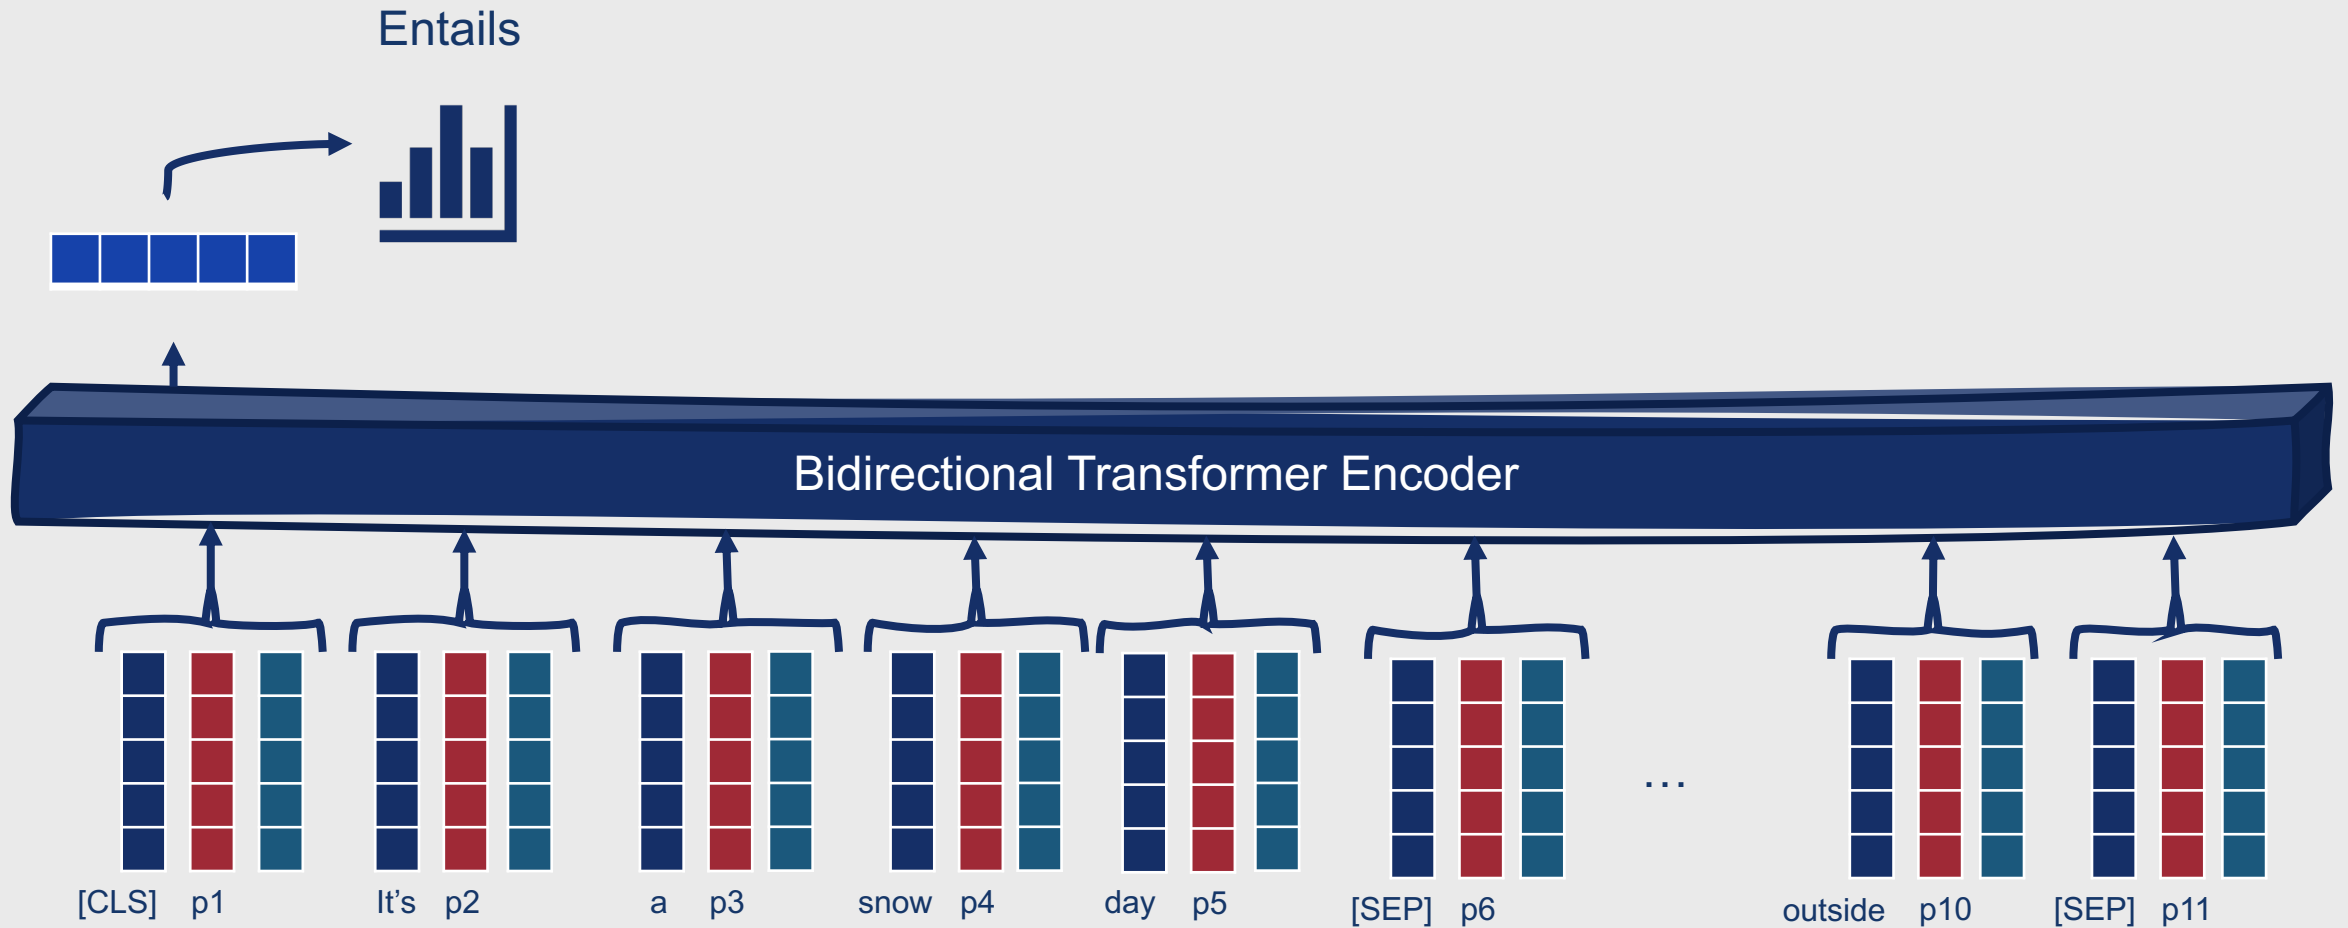 Entails
Bidirectional Transformer Encoder
[CLS] p1 It's p2 a p3 snow p4 day p5 [SEP] p6 ... outside p10 [SEP] p11